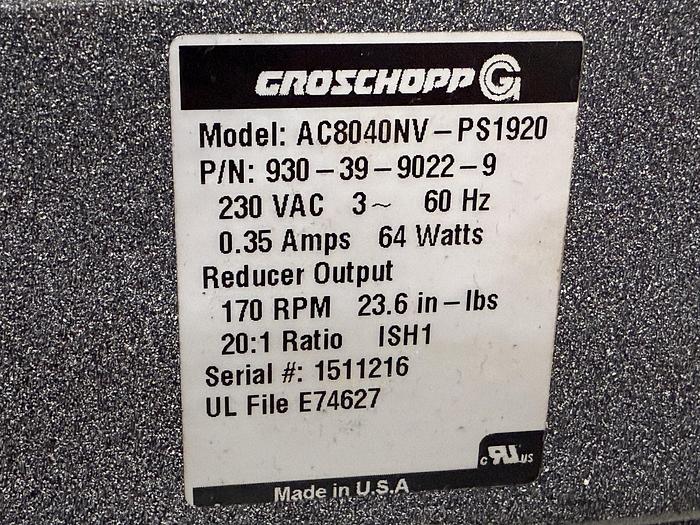 GROSCHOPP G
Model: AC8040NV-PS1920
P/N: 930-39-9022-9
230 VAC 3~ 60 Hz
0.35 Amps 64 Watts
Reducer Output
170 RPM 23.6 in-lbs
20:1 Ratio ISH1
Serial #: 1511216
UL File E74627
c RU US
Made in U.S.A